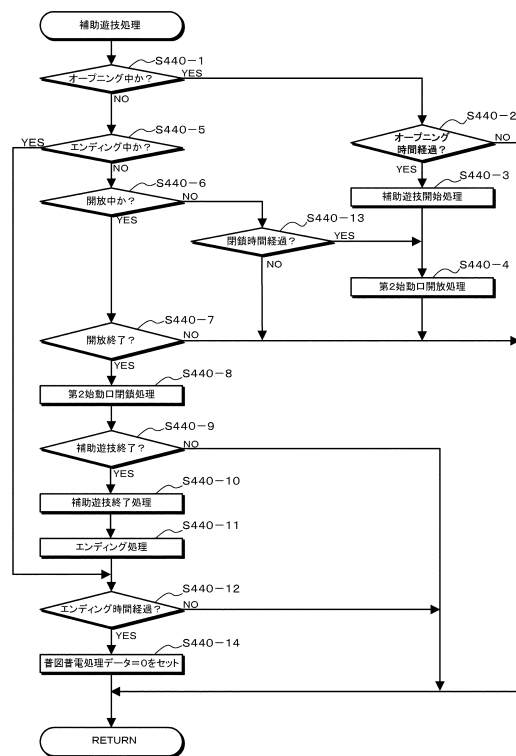 補助遊技処理
S440-1
オープニング中か?
YES
NO
S440-2
オープニング
時間経過?
NO
YES
S440-5
YES
エンディング中か?
NO
S440-3
補助遊技開始処理
S440-6
開放中か?
NO
YES
S440-13
閉鎖時間経過?
YES
NO
S440-4
第2始動口開放処理
S440-7
開放終了?
NO
YES
S440-8
第2始動口閉鎖処理
S440-9
補助遊技終了?
NO
YES
S440-10
補助遊技終了処理
S440-11
エンディング処理
S440-12
エンディング時間経過?
NO
YES
S440-14
普図普電処理データ=0をセット
RETURN